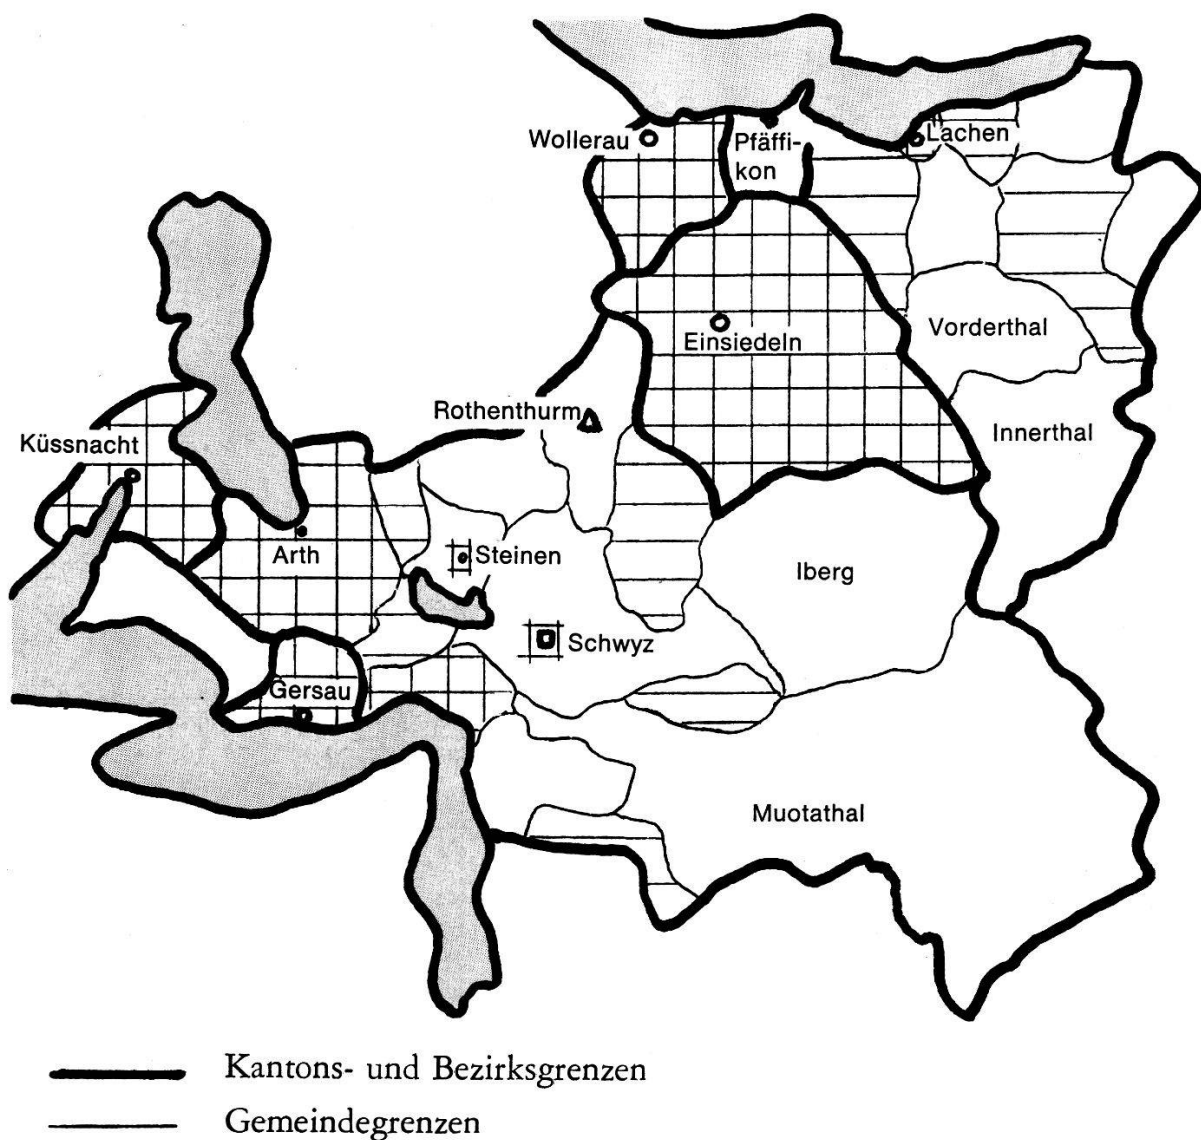 Wollerau
Pfäffi-
kon
Lachen
Einsiedeln
Vorderthal
Rothenthurm
Innerthal
Küssnacht
Arth
Steinen
Iberg
Schwyz
Gersau
Muotathal
Kantons- und Bezirksgrenzen
Gemeindegrenzen